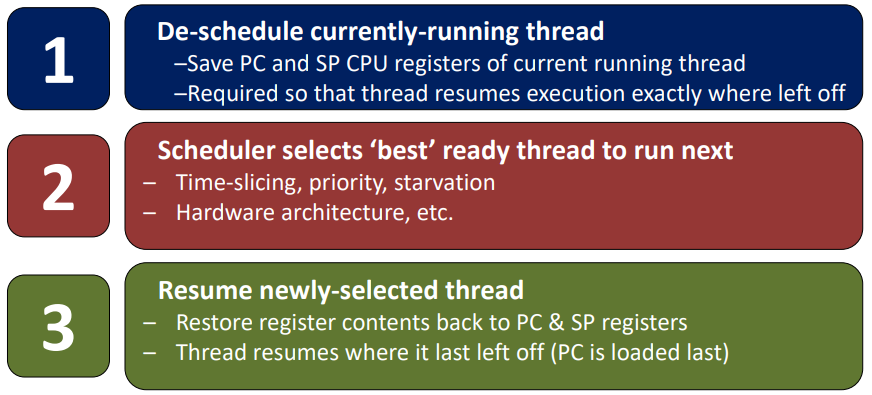 1
De-schedule currently-running thread
–Save PC and SP CPU registers of current running thread
–Required so that thread resumes execution exactly where left off
2
Scheduler selects ‘best’ ready thread to run next
– Time-slicing, priority, starvation
– Hardware architecture, etc.
3
Resume newly-selected thread
– Restore register contents back to PC & SP registers
– Thread resumes where it last left off (PC is loaded last)